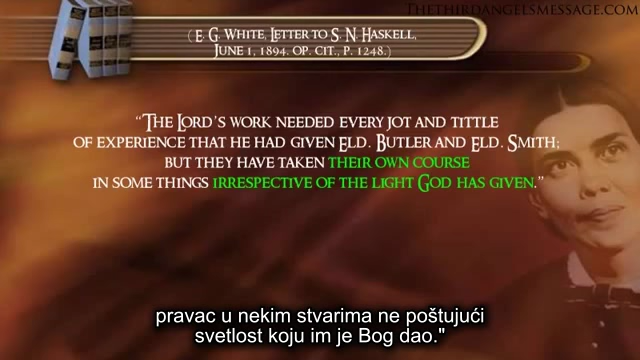 TheThirdAngelsMessage.com
( E. G. White, Letter to S. N. Haskell,
June 1, 1894. op. cit., p. 1248.)
“The Lord’s work needed every jot and tittle
of experience that he had given Eld. Butler and Eld. Smith;
but they have taken their own course
in some things irrespective of the light God has given.”
pravac u nekim stvarima ne poštujući
svetlost koju im je Bog dao."